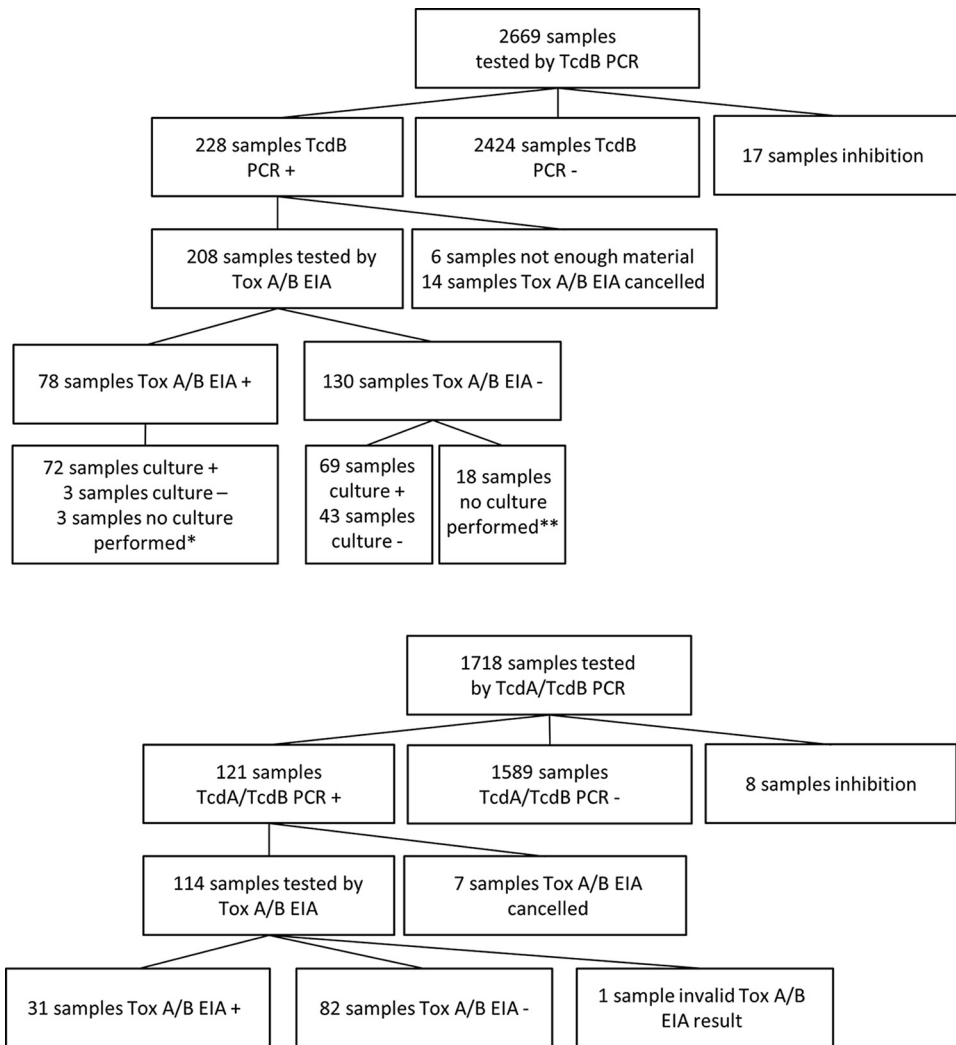 2669 samples
tested by TcdB PCR
228 samples TcdB
PCR +
2424 samples TcdB
PCR -
17 samples inhibition
208 samples tested by
Tox A/B EIA
6 samples not enough material
14 samples Tox A/B EIA cancelled
78 samples Tox A/B EIA +
130 samples Tox A/B EIA -
72 samples culture +
3 samples culture –
3 samples no culture
performed*
69 samples
culture +
43 samples
culture -
18 samples
no culture
performed**
1718 samples tested
by TcdA/TcdB PCR
121 samples
TcdA/TcdB PCR +
1589 samples
TcdA/TcdB PCR -
8 samples inhibition
114 samples tested by
Tox A/B EIA
7 samples Tox A/B EIA
cancelled
31 samples Tox A/B EIA +
82 samples Tox A/B EIA -
1 sample invalid Tox A/B
EIA result